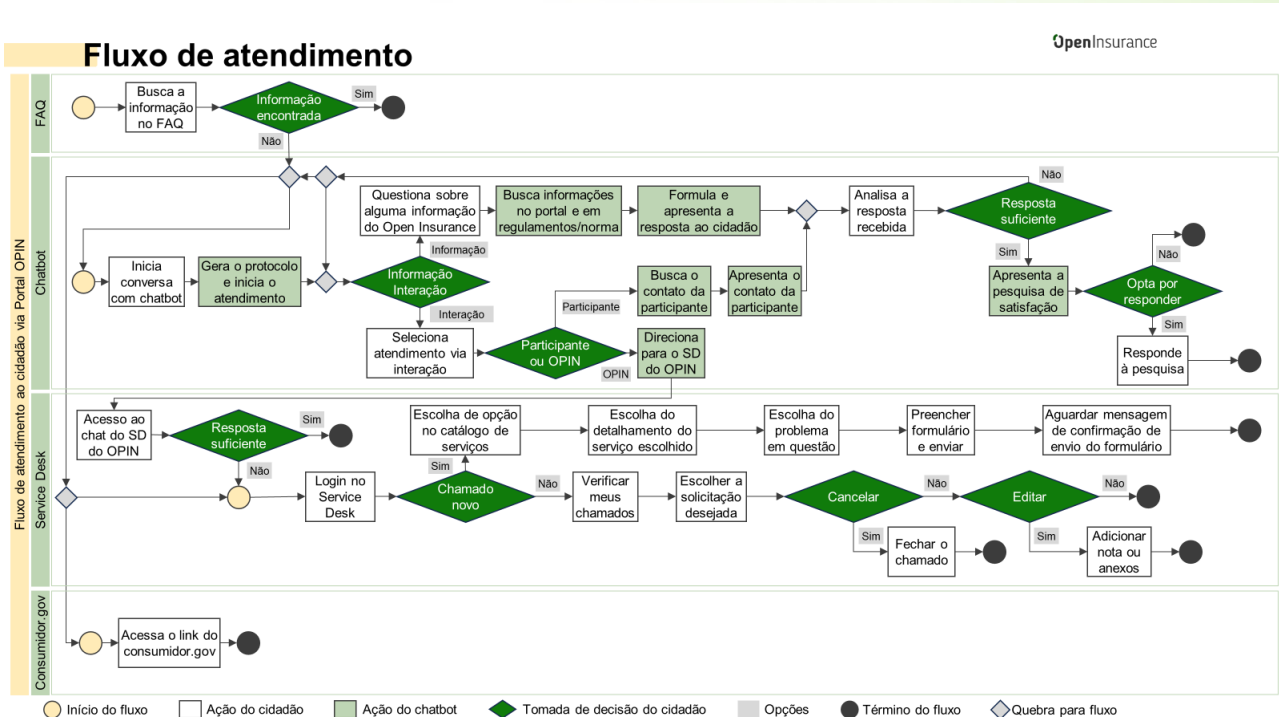 Fluxo de atendimento
OpenInsurance
Fluxo de atendimento ao cidadão via Portal OPIN
FAQ
Busca a
informação
no FAQ
Informação
encontrada
Sim
Não
Chatbot
Inicia
conversa
com chatbot
Gera o protocolo
e inicia o
atendimento
Informação
Interação
Informação
Questiona sobre
alguma informação
do Open Insurance
Busca informações
no portal e em
regulamentos/norma
Formula e
apresenta a
resposta ao cidadão
Analisa a
resposta
recebida
Resposta
suficiente
Não
Sim
Apresenta a
pesquisa de
satisfação
Opta por
responder
Não
Sim
Responde
à pesquisa
Interação
Seleciona
atendimento via
interação
Participante
ou OPIN
Participante
Busca o
contato da
participante
Apresenta o
contato da
participante
OPIN
Direciona
para o SD
do OPIN
Service Desk
Acesso ao
chat do SD
do OPIN
Resposta
suficiente
Sim
Não
Login no
Service
Desk
Chamado
novo
Sim
Escolha de opção
no catálogo de
serviços
Escolha do
detalhamento do
serviço escolhido
Escolha do
problema
em questão
Preencher
formulário
e enviar
Aguardar mensagem
de confirmação de
envio do formulário
Não
Verificar
meus
chamados
Escolher a
solicitação
desejada
Cancelar
Não
Sim
Fechar o
chamado
Editar
Não
Sim
Adicionar
nota ou
anexos
Consumidor.gov
Acessa o link do
consumidor.gov
Início do fluxo
Ação do cidadão
Ação do chatbot
Tomada de decisão do cidadão
Opções
Término do fluxo
Quebra para fluxo